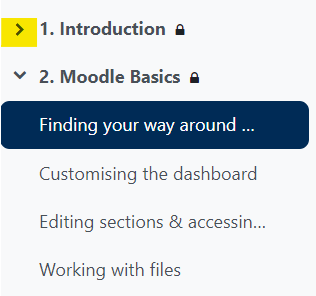 1. Introduction
2. Moodle Basics
Finding your way around ...
Customising the dashboard
Editing sections & accessin...
Working with files